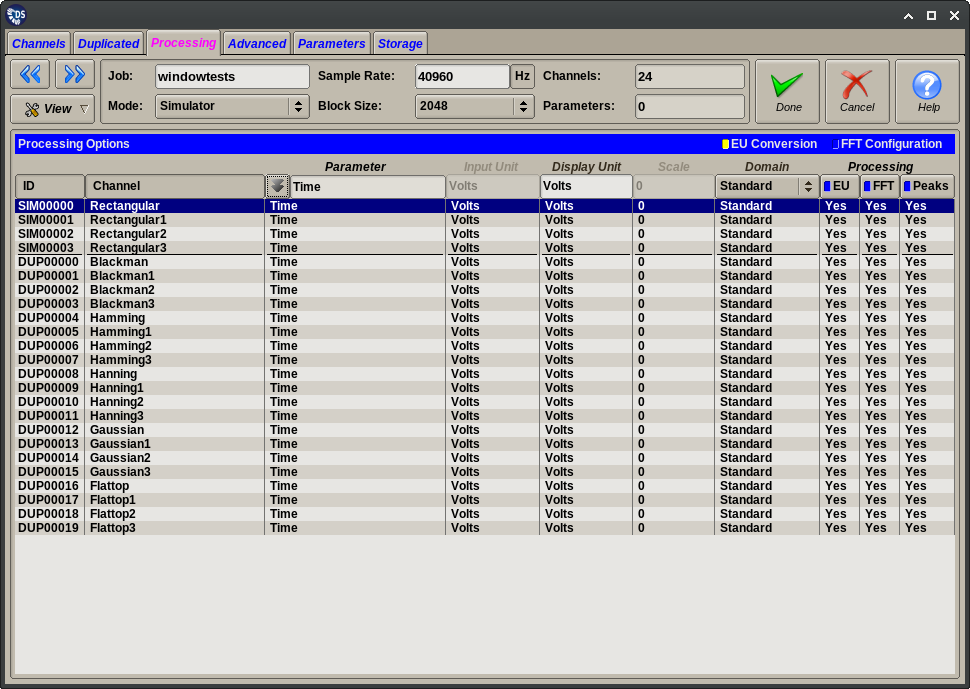 DS
Channels Duplicated Processing Advanced Parameters Storage
Job: windowtests Sample Rate: 40960 Hz Channels: 24
View Mode: Simulator Block Size: 2048 Parameters: 0
Done Cancel Help
Processing Options EU Conversion FFT Configuration
Parameter Input Unit Display Unit Scale Domain Processing
ID Channel Time Volts Volts 0 Standard EU FFT Peaks
SIM00000 Rectangular Time Volts Volts 0 Standard Yes Yes Yes
SIM00001 Rectangular1 Time Volts Volts 0 Standard Yes Yes Yes
SIM00002 Rectangular2 Time Volts Volts 0 Standard Yes Yes Yes
SIM00003 Rectangular3 Time Volts Volts 0 Standard Yes Yes Yes
DUP00000 Blackman Time Volts Volts 0 Standard Yes Yes Yes
DUP00001 Blackman1 Time Volts Volts 0 Standard Yes Yes Yes
DUP00002 Blackman2 Time Volts Volts 0 Standard Yes Yes Yes
DUP00003 Blackman3 Time Volts Volts 0 Standard Yes Yes Yes
DUP00004 Hamming Time Volts Volts 0 Standard Yes Yes Yes
DUP00005 Hamming1 Time Volts Volts 0 Standard Yes Yes Yes
DUP00006 Hamming2 Time Volts Volts 0 Standard Yes Yes Yes
DUP00007 Hamming3 Time Volts Volts 0 Standard Yes Yes Yes
DUP00008 Hanning Time Volts Volts 0 Standard Yes Yes Yes
DUP00009 Hanning1 Time Volts Volts 0 Standard Yes Yes Yes
DUP00010 Hanning2 Time Volts Volts 0 Standard Yes Yes Yes
DUP00011 Hanning3 Time Volts Volts 0 Standard Yes Yes Yes
DUP00012 Gaussian Time Volts Volts 0 Standard Yes Yes Yes
DUP00013 Gaussian1 Time Volts Volts 0 Standard Yes Yes Yes
DUP00014 Gaussian2 Time Volts Volts 0 Standard Yes Yes Yes
DUP00015 Gaussian3 Time Volts Volts 0 Standard Yes Yes Yes
DUP00016 Flattop Time Volts Volts 0 Standard Yes Yes Yes
DUP00017 Flattop1 Time Volts Volts 0 Standard Yes Yes Yes
DUP00018 Flattop2 Time Volts Volts 0 Standard Yes Yes Yes
DUP00019 Flattop3 Time Volts Volts 0 Standard Yes Yes Yes